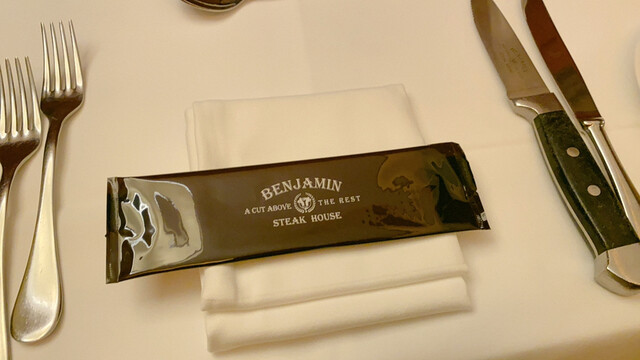 BENJAMIN
A CUT ABOVE THE REST
STEAK HOUSE